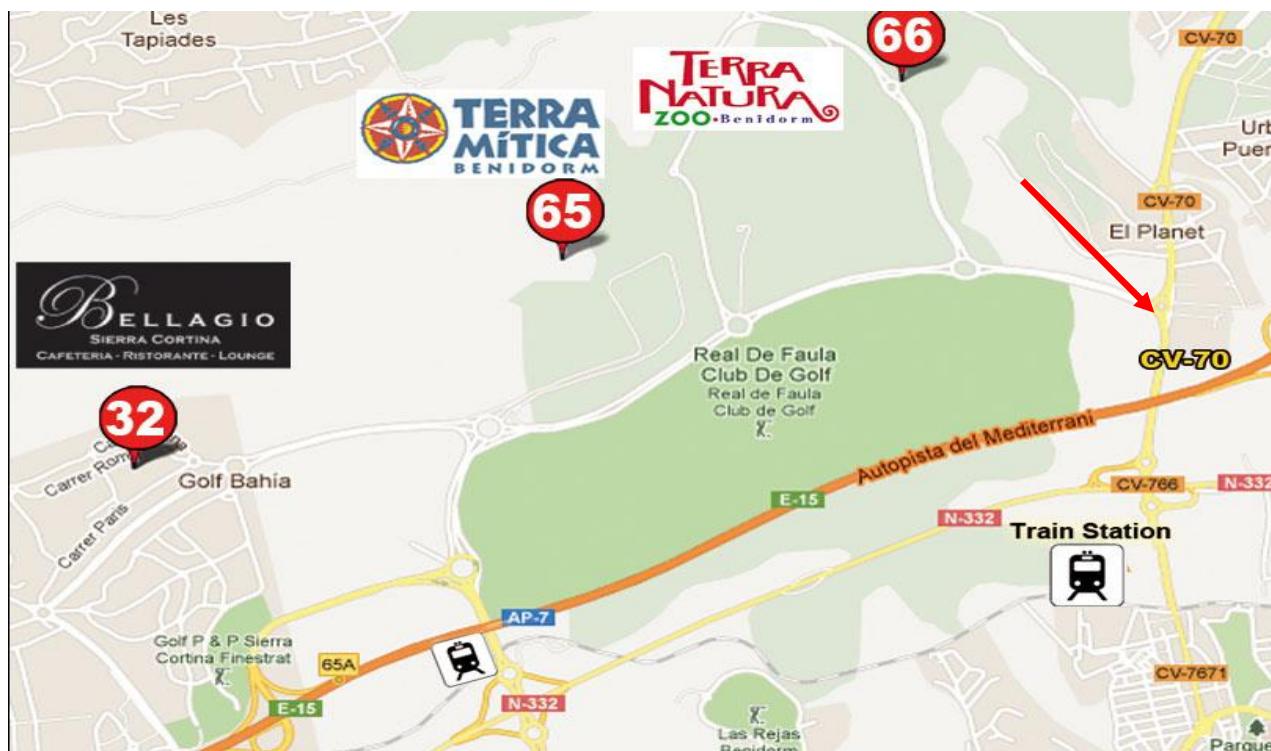 Les
Tapiades
66
CV-70
TERRA
NATURA
ZOO•Benidorm
TERRA
MÍTICA
BENIDORM
Urb
Puer
65
CV-70
El Planet
BELLAGIO
SIERRA CORTINA
CAFETERIA - RISTORANTE - LOUNGE
Real De Faula
Club De Golf
Real de Faula
Club de Golf
CV-70
32
Carrer Rom
Golf Bahía
Carrer Paris
Autopista del Mediterrani
E-15
CV-766
N-332
N-332
Train Station
AP-7
Golf P & P Sierra
Cortina Finestrat
65A
CV-7671
E-15
N-332
Las Rejas
Benidorm
Parque